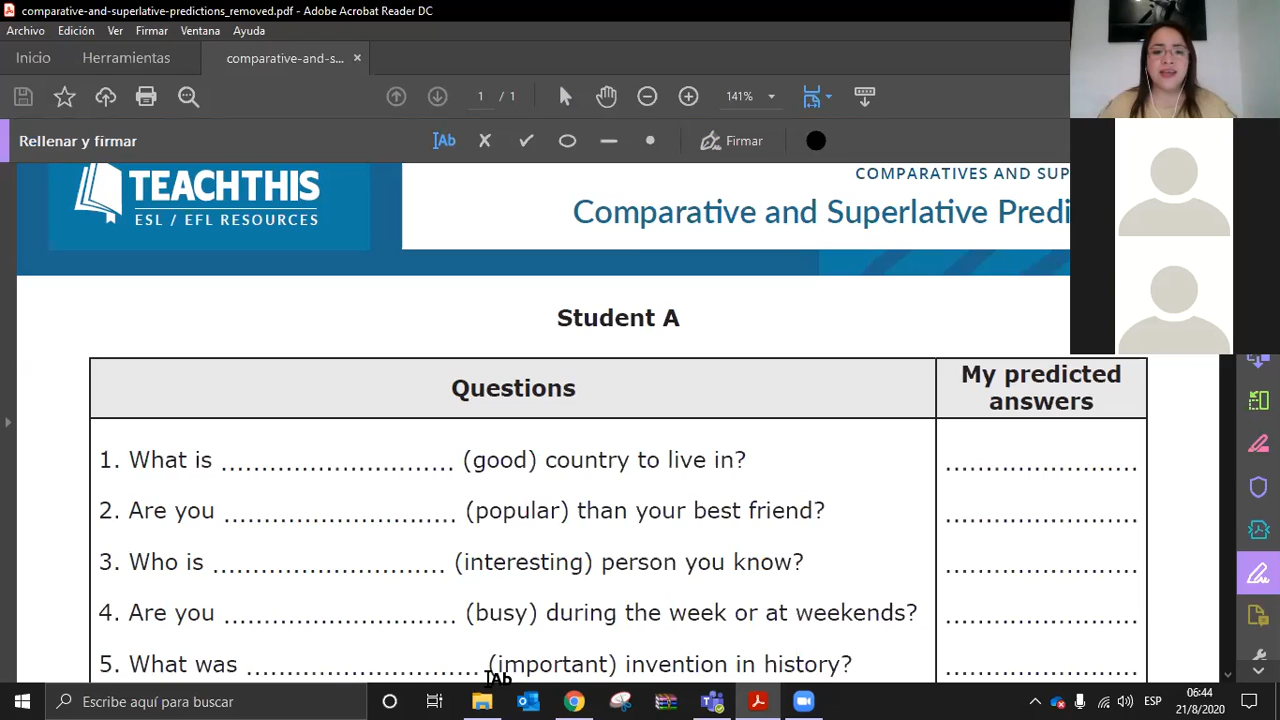 comparative-and-superlative-predictions_removed.pdf - Adobe Acrobat Reader DC
Archivo Edición Ver Firmar Ventana Ayuda
Inicio Herramientas comparative-and-s... ×
1 / 1 141%
Rellenar y firmar Ab Firmar
TEACHTHIS
ESL / EFL RESOURCES
COMPARATIVES AND SUP
Comparative and Superlative Predi
Student A
Questions
My predicted
answers
1. What is ............................. (good) country to live in? ........................
2. Are you ............................. (popular) than your best friend? ........................
3. Who is ............................. (interesting) person you know? ........................
4. Are you ............................. (busy) during the week or at weekends? ........................
5. What was ............................. (important) invention in history? ........................
Ab
Escribe aquí para buscar
ESP
06:44
21/8/2020